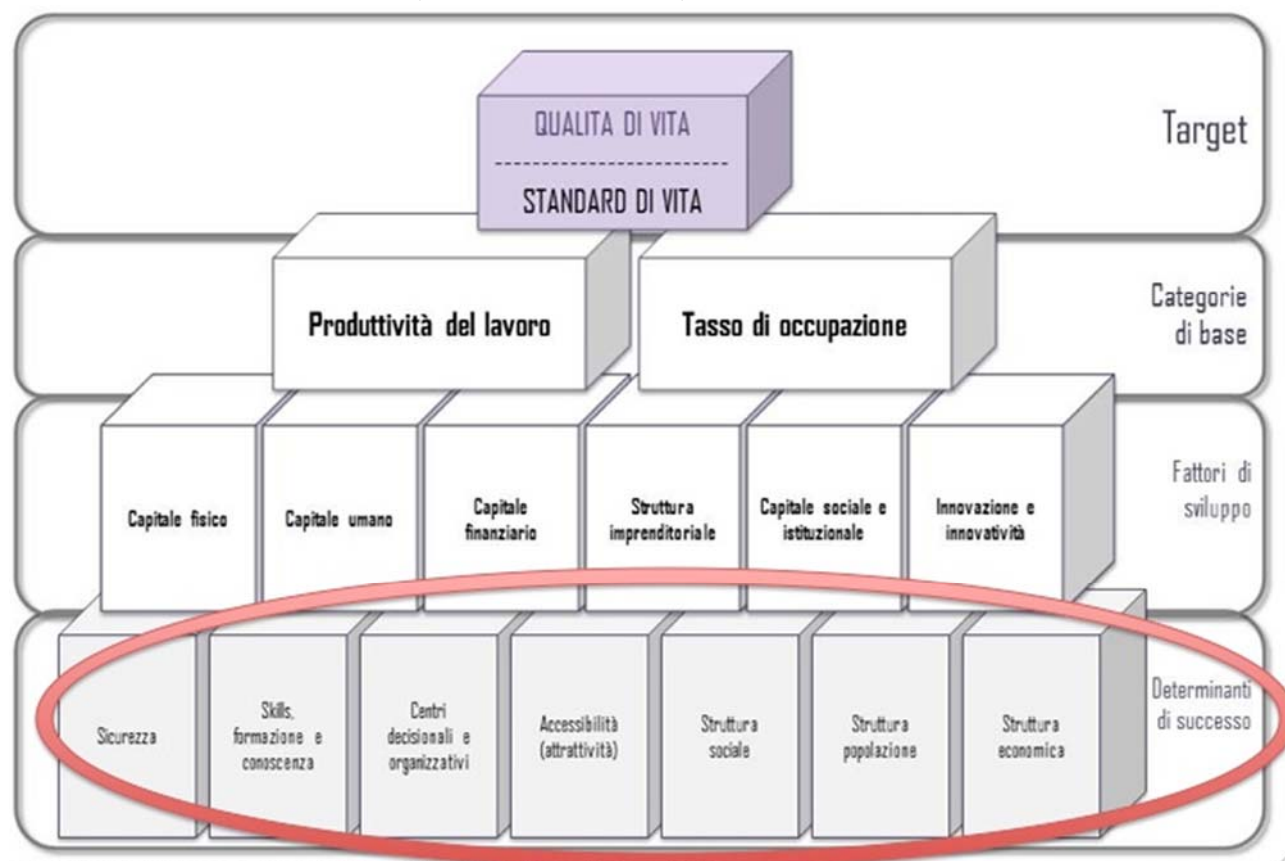 QUALITA DI VITA
STANDARD DI VITA
Target
Produttività del lavoro
Tasso di occupazione
Categorie
di base
Capitale fisico
Capitale umano
Capitale
finanziario
Struttura
imprenditoriale
Capitale sociale e
istituzionale
Innovazione e
innovatività
Fattori di
sviluppo
Sicurezza
Skills,
formazione e
conoscenza
Centri
decisionali e
organizzativi
Accessibilità
(attrattività)
Struttura
sociale
Struttura
popolazione
Struttura
economica
Determinanti
di successo